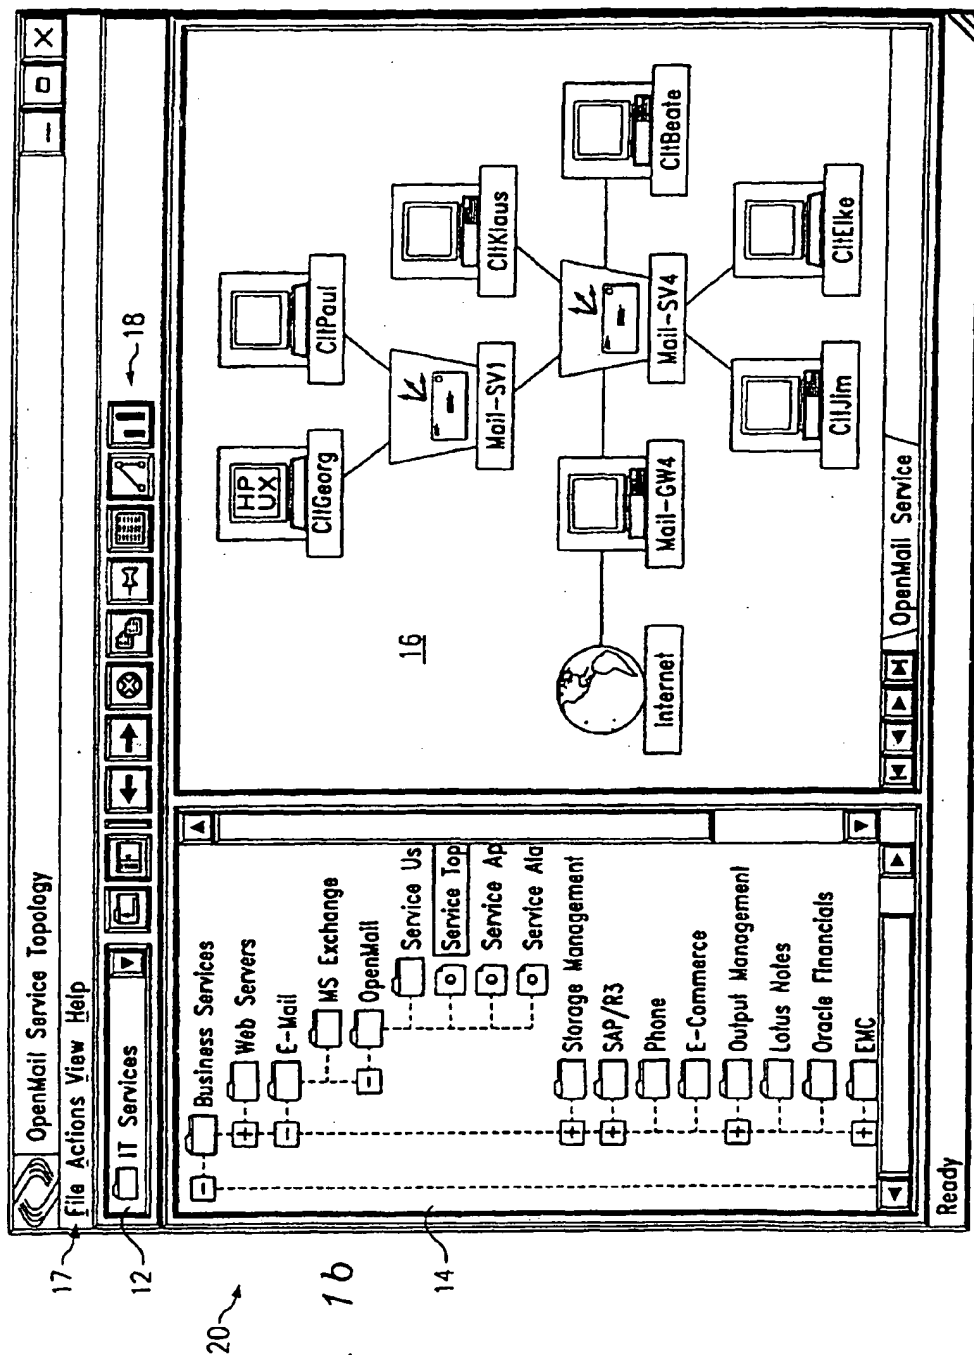 OpenMail Service Topology
File Actions View Help
17
IT Services
12
18
20
1b
14
Business Services
Web Servers
E-Mail
MS Exchange
OpenMail
Service Us
Service Top
Service Ap
Service Ala
Storage Management
SAP/R3
Phone
E-Commerce
Output Management
Lotus Notes
Oracle Financials
EMC
16
HP
UX
CltGeorg
CltPaul
Mail-SV1
CltKlaus
Internet
Mail-GW4
Mail-SV4
CltBeate
CltJim
CltElke
OpenMail Service
Ready